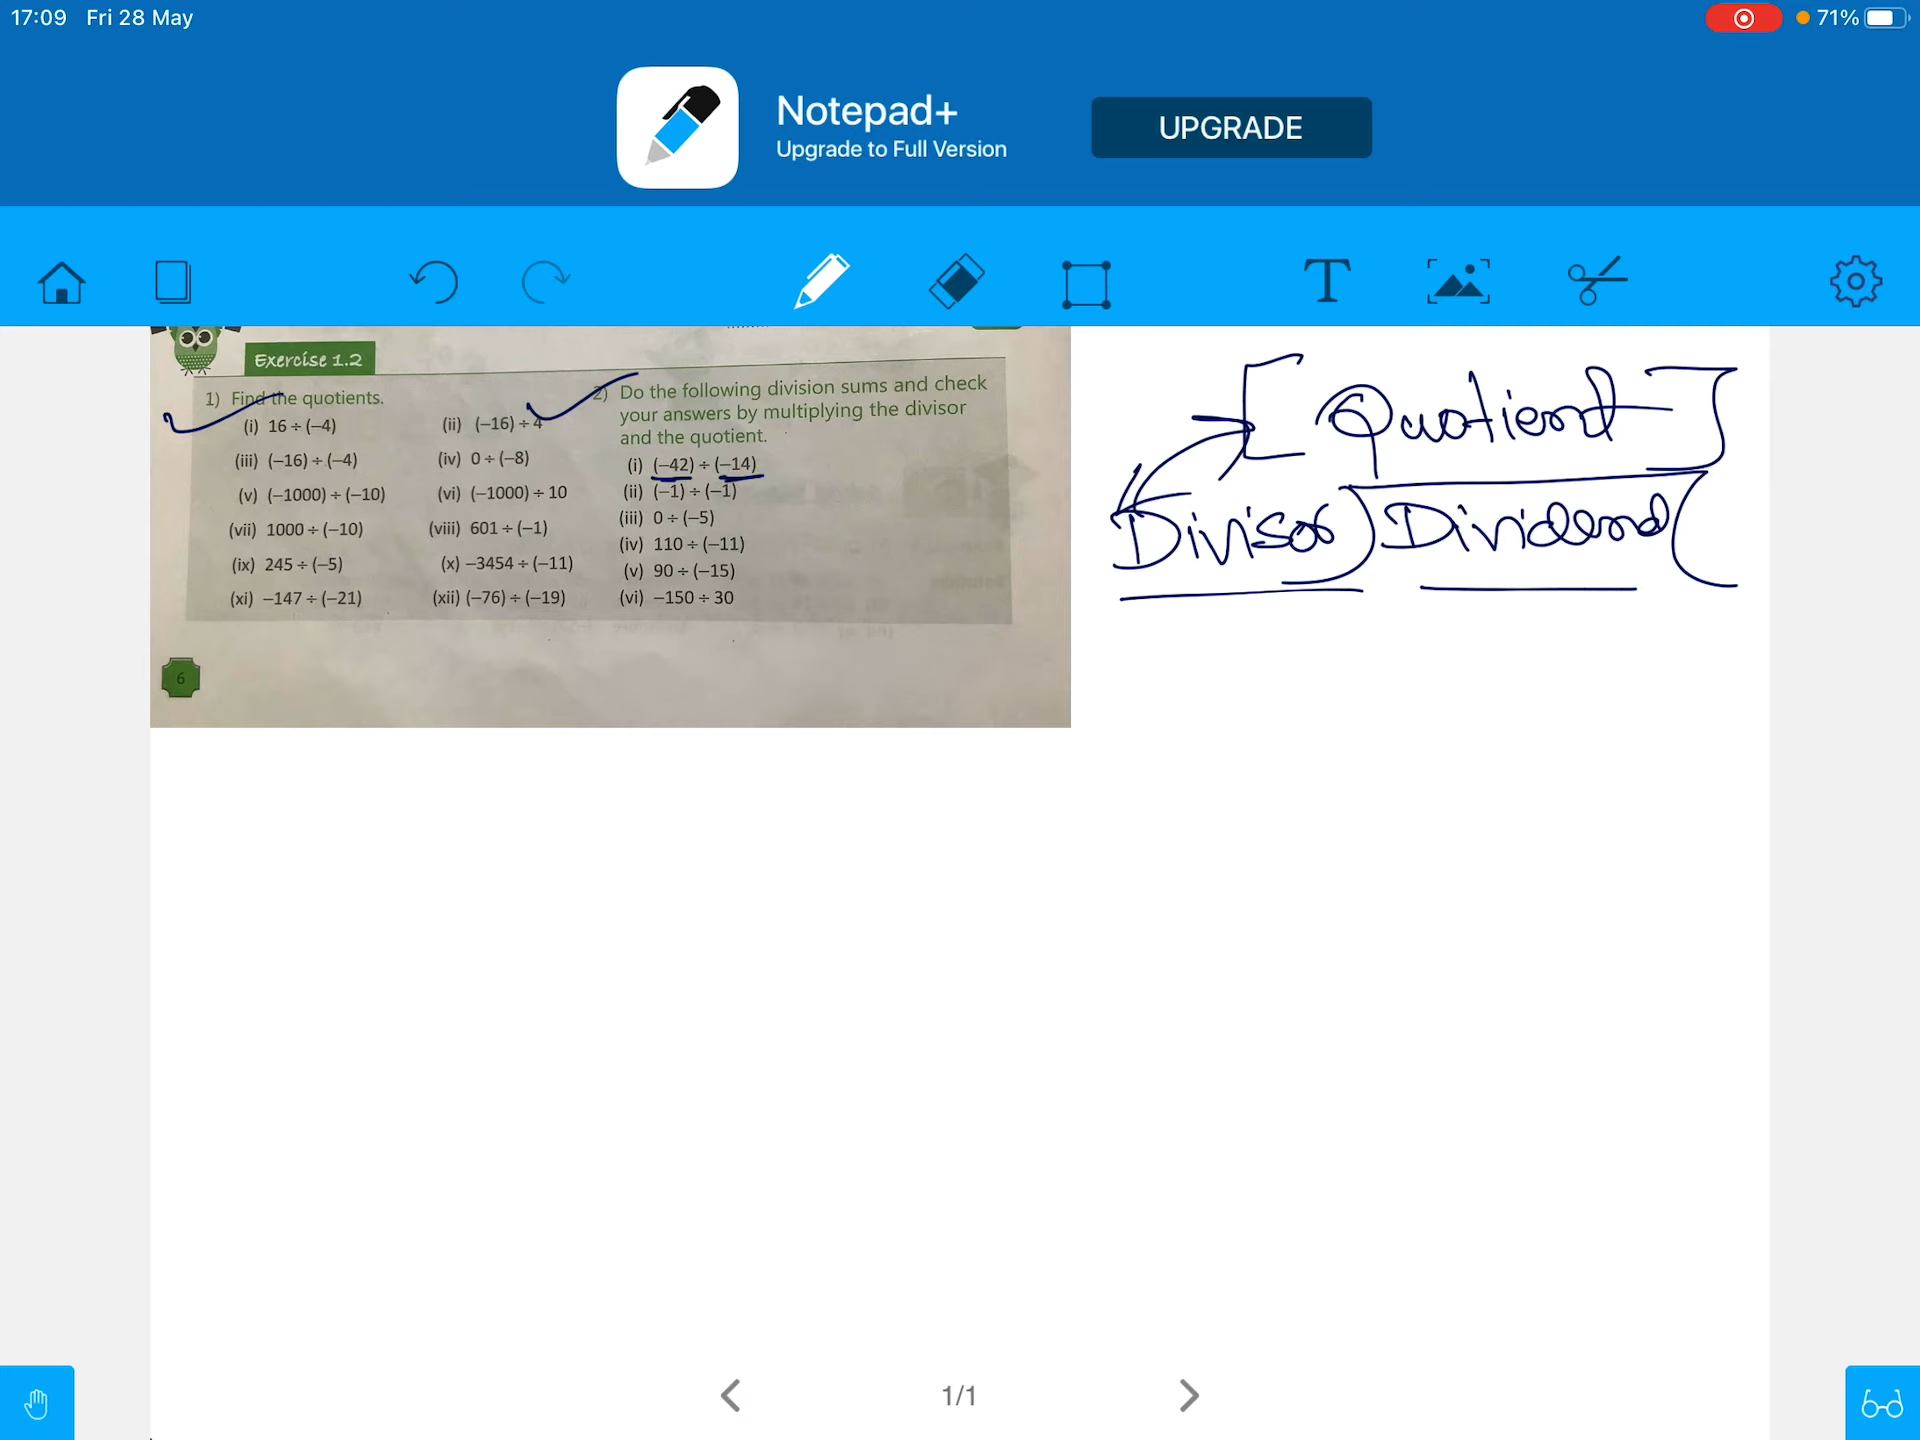 17:09 Fri 28 May
71%
Notepad+
Upgrade to Full Version
UPGRADE
T
Exercise 1.2
1) Find the quotients.
(i) 16 ÷ (–4)
(ii) (–16) ÷ 4
(iii) (–16) ÷ (–4)
(iv) 0 ÷ (–8)
(v) (–1000) ÷ (–10)
(vi) (–1000) ÷ 10
(vii) 1000 ÷ (–10)
(viii) 601 ÷ (–1)
(ix) 245 ÷ (–5)
(x) –3454 ÷ (–11)
(xi) –147 ÷ (–21)
(xii) (–76) ÷ (–19)
2) Do the following division sums and check
your answers by multiplying the divisor
and the quotient.
(i) (–42) ÷ (–14)
(ii) (–1) ÷ (–1)
(iii) 0 ÷ (–5)
(iv) 110 ÷ (–11)
(v) 90 ÷ (–15)
(vi) –150 ÷ 30
6
Quotient
Divisor) Dividend (
1/1